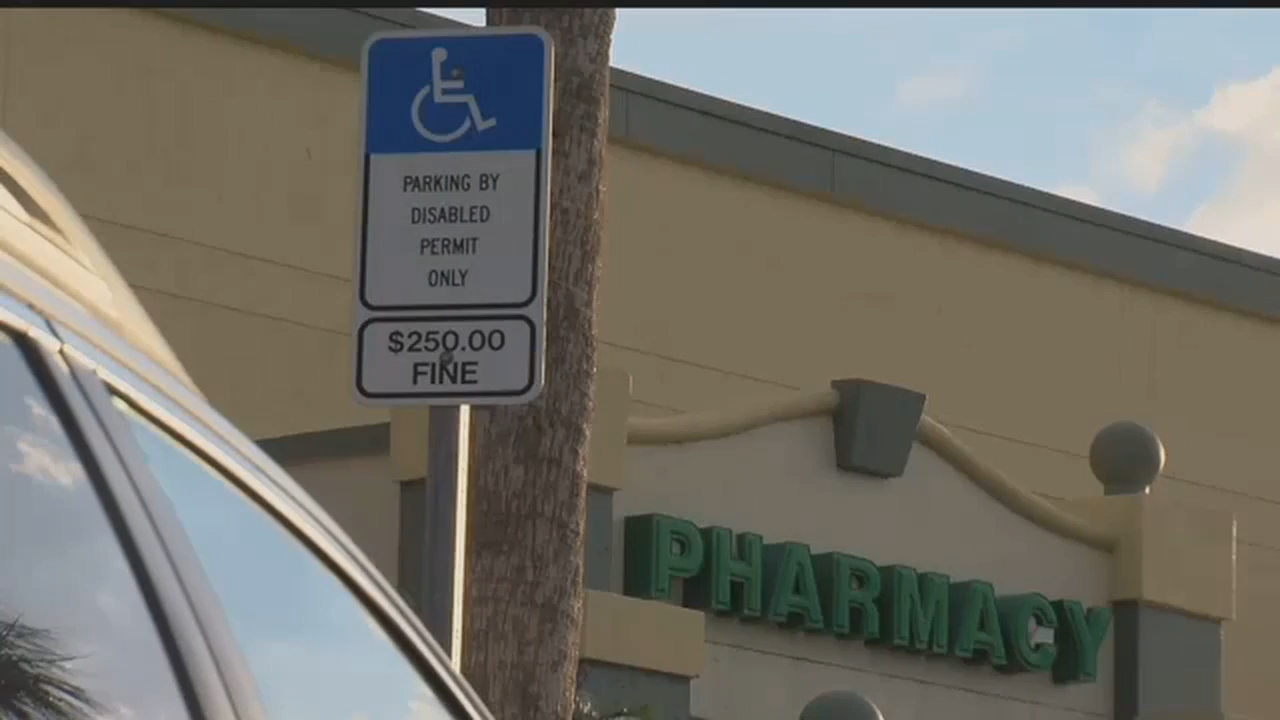 PARKING BY
DISABLED
PERMIT
ONLY
$250.00
FINE
PHARMACY